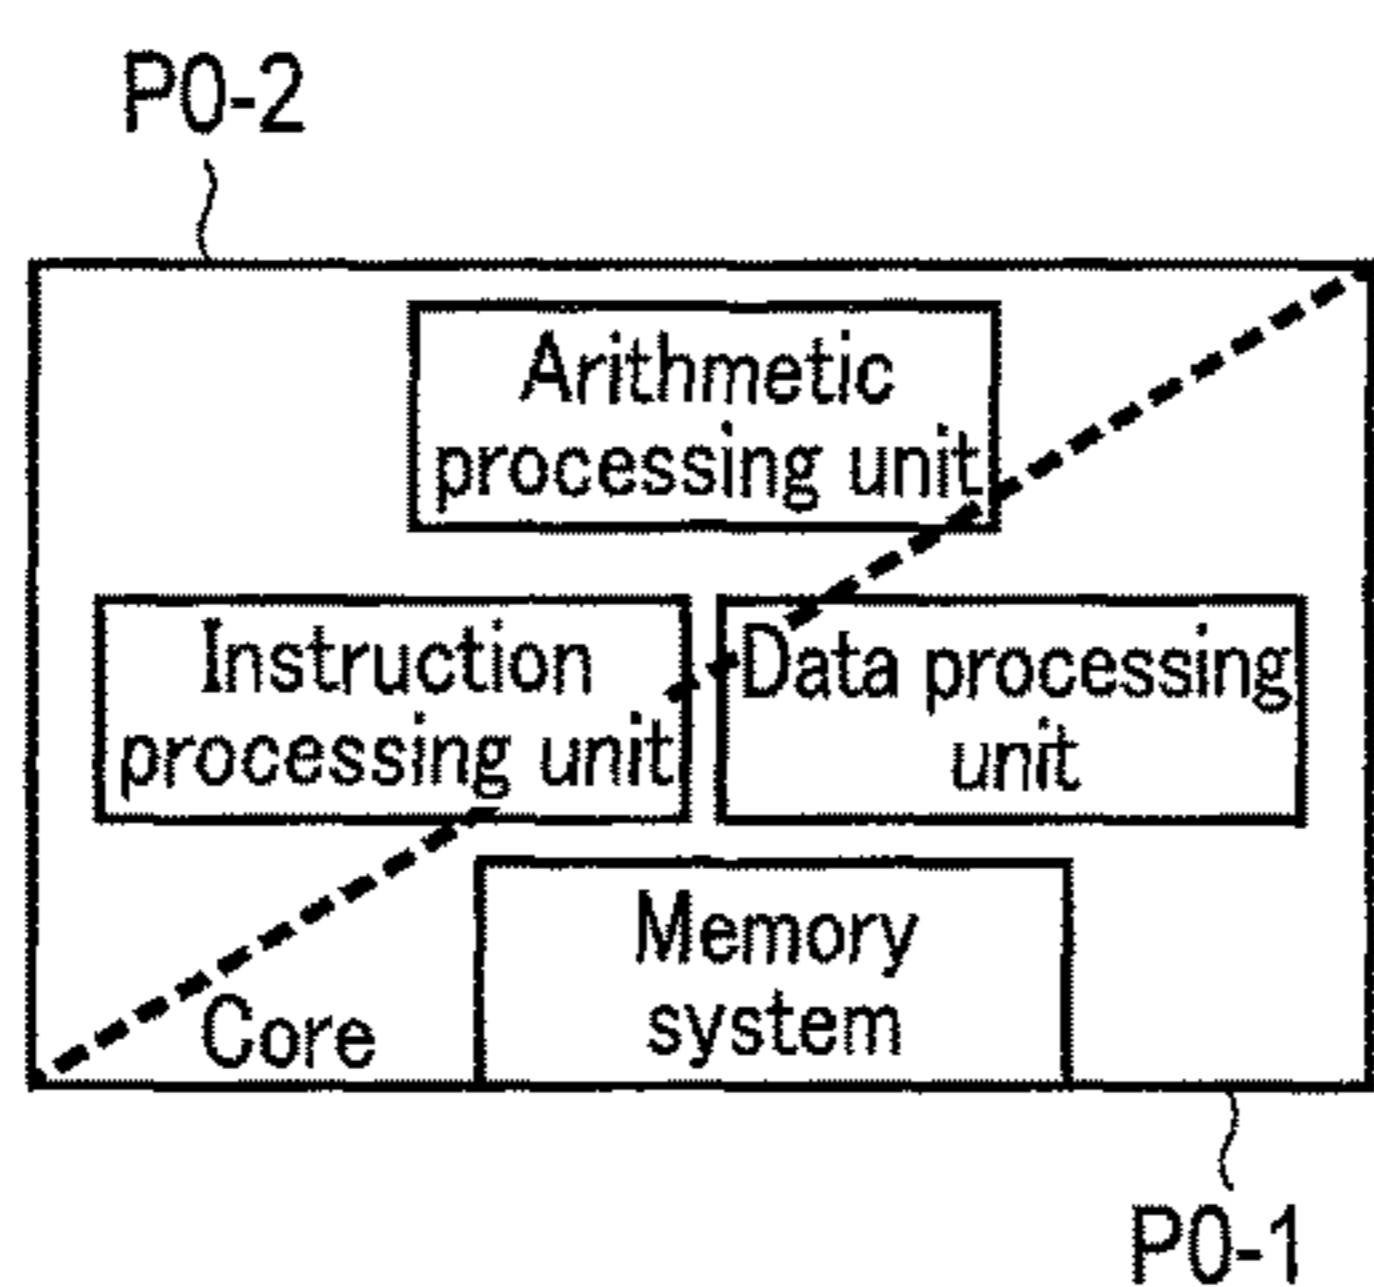 P0-2
Arithmetic
processing unit
Instruction
processing unit
Data processing
unit
Memory
system
Core
P0-1